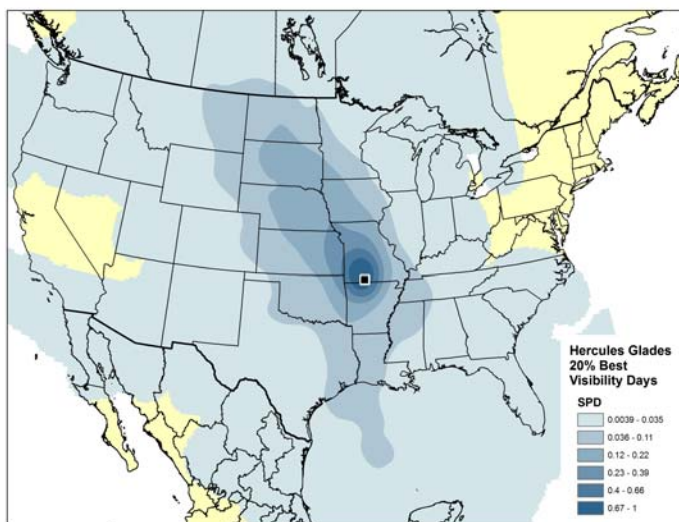 Hercules Glades
20% Best
Visibility Days
SPD
0.0039 - 0.035
0.036 - 0.11
0.12 - 0.22
0.23 - 0.39
0.4 - 0.66
0.67 - 1